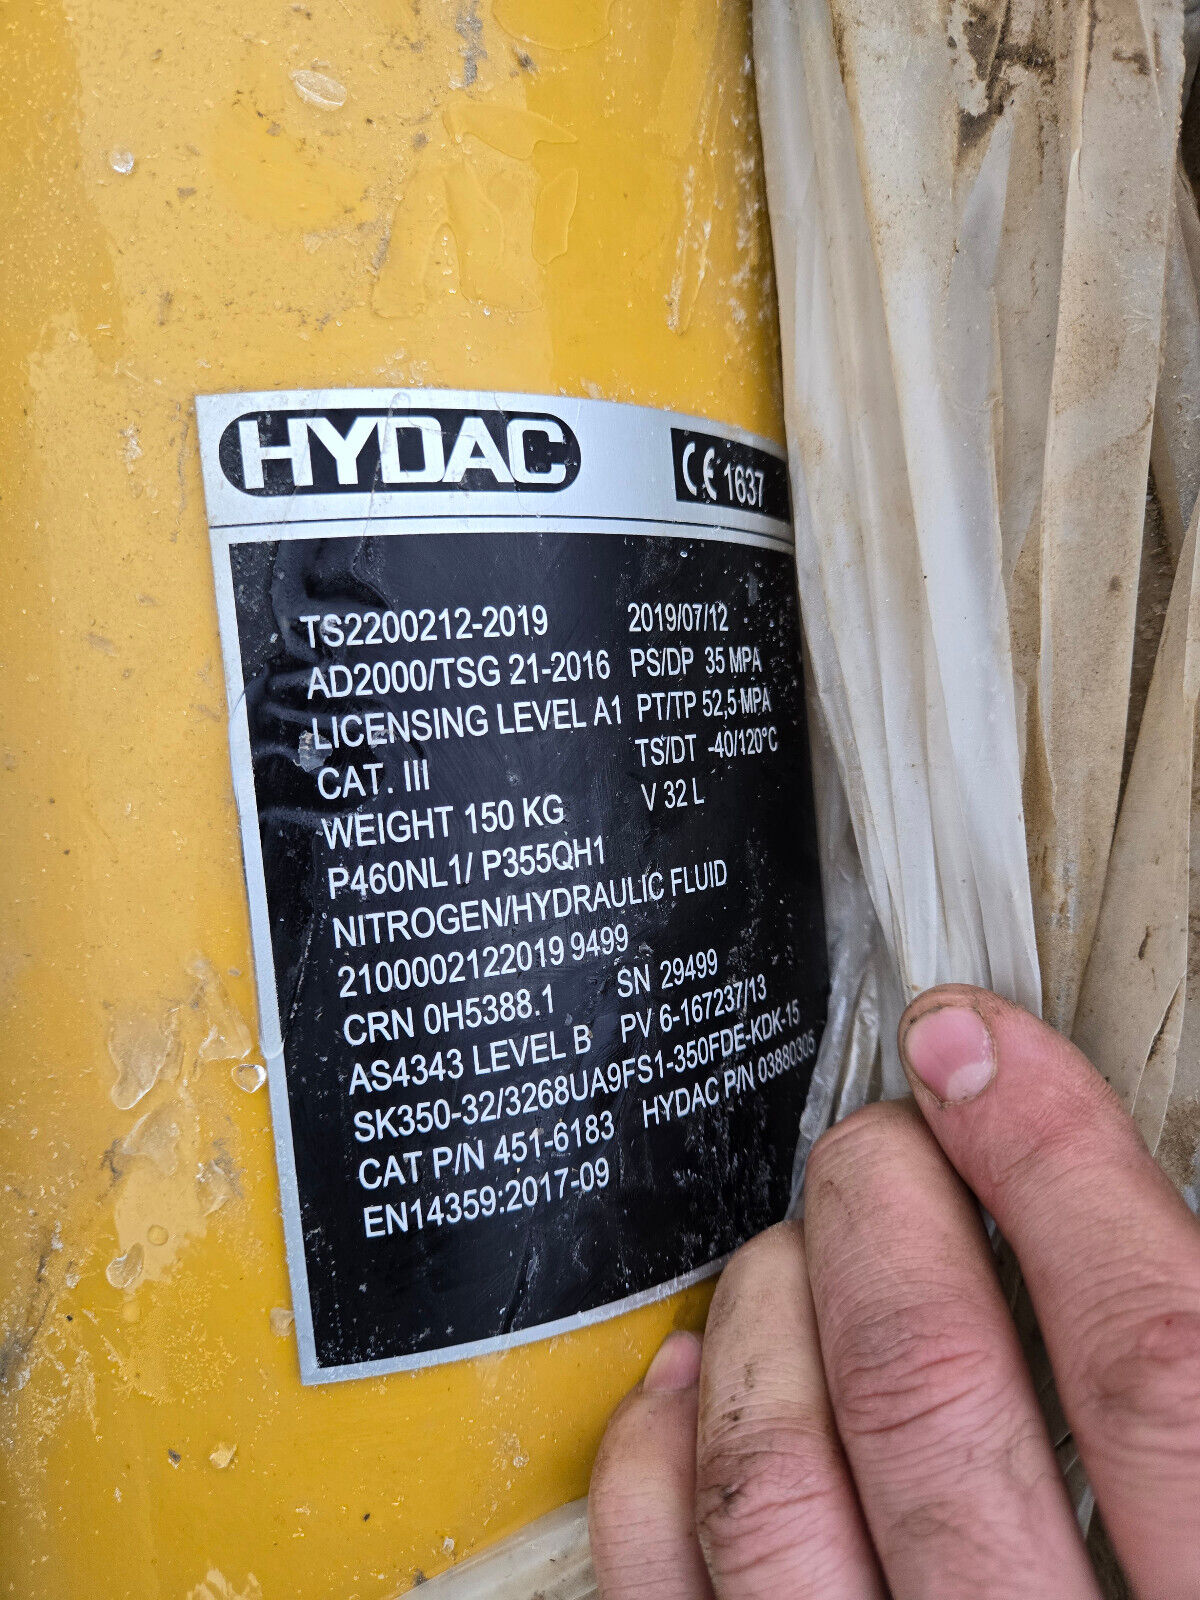 HYDAC
CE 1637
TS2200212-2019 2019/07/12
AD2000/TSG 21-2016 PS/DP 35 MPA
LICENSING LEVEL A1 PT/TP 52,5 MPA
CAT. III TS/DT -40/120°C
WEIGHT 150 KG V 32 L
P460NL1/ P355QH1
NITROGEN/HYDRAULIC FLUID
2100002122019 9499
CRN 0H5388.1 SN 29499
AS4343 LEVEL B PV 6-167237/13
SK350-32/3268UA9FS1-350FDE-KDK-15
CAT P/N 451-6183 HYDAC P/N 03880305
EN14359:2017-09